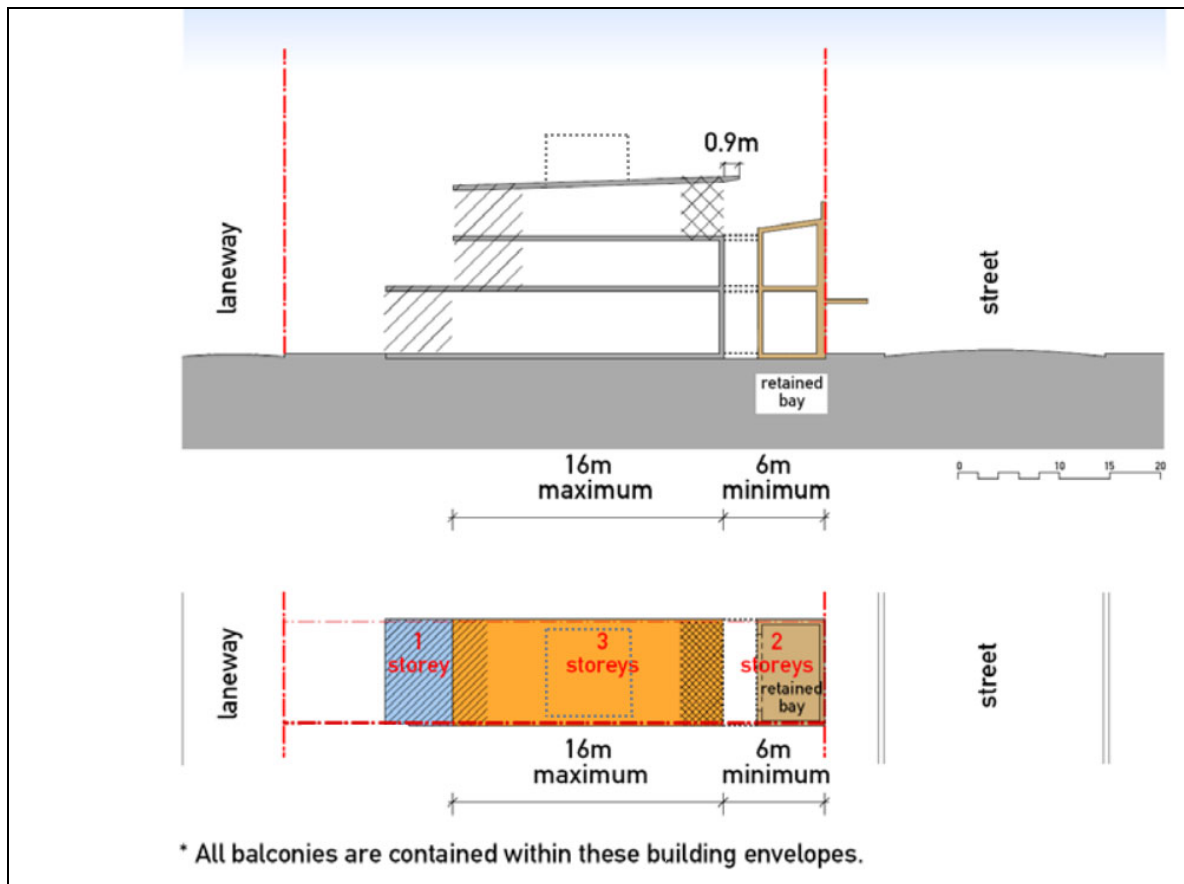 0.9m
laneway
street
retained
bay
16m
maximum
6m
minimum
0 10 15 20
laneway
1
storey
3
storeys
2
storeys
retained
bay
street
16m
maximum
6m
minimum
* All balconies are contained within these building envelopes.